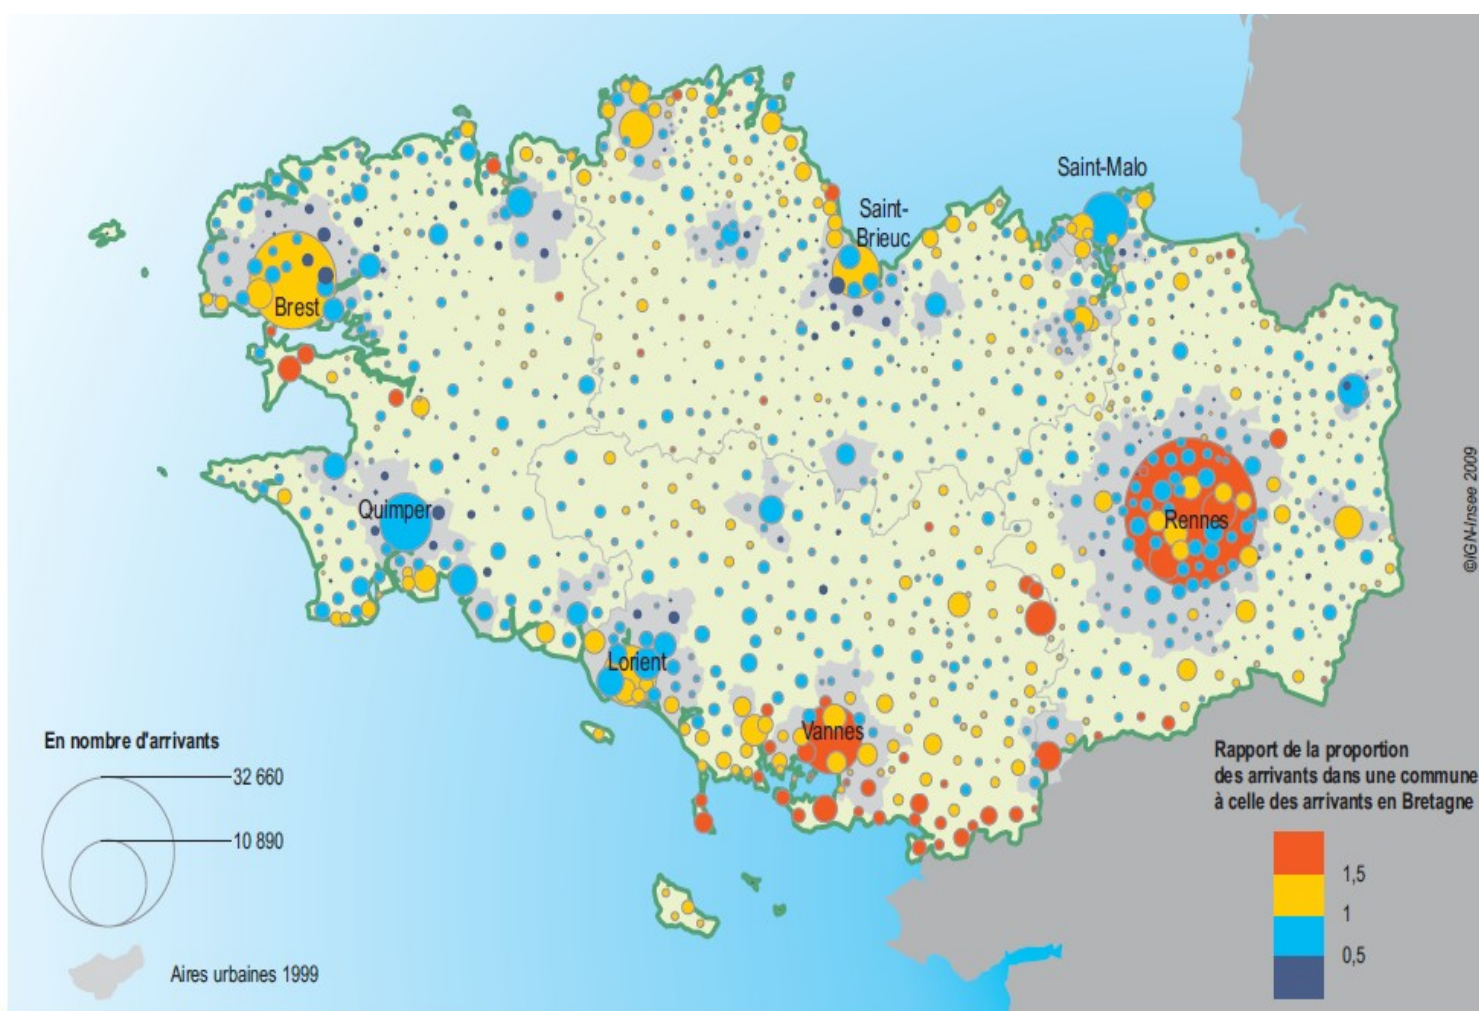 Saint-Malo
Saint-
Brieuc
Brest
Quimper
Rennes
Lorient
Vannes
©IGN-Insee 2009
En nombre d'arrivants
32 660
10 890
Aires urbaines 1999
Rapport de la proportion
des arrivants dans une commune
à celle des arrivants en Bretagne
1,5
1
0,5